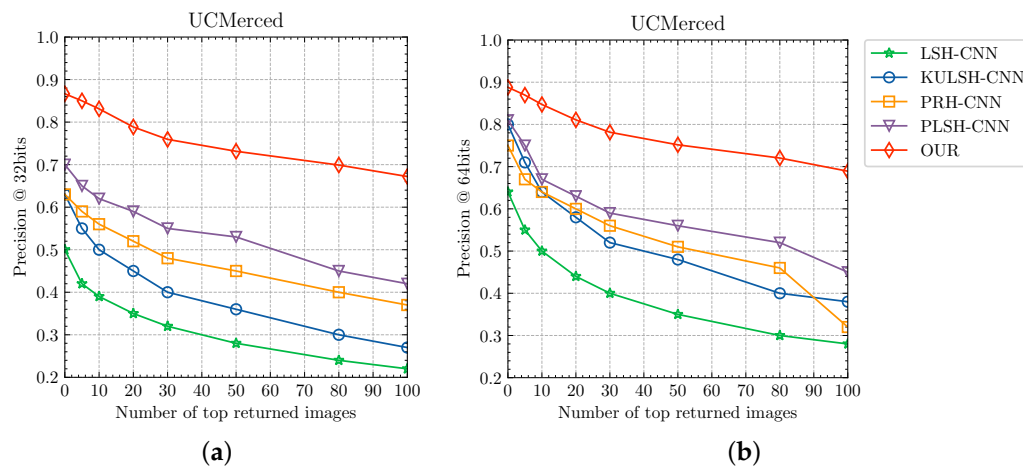 UCMerced
1.0
0.9
0.8
0.7
0.6
0.5
0.4
0.3
0.2
Precision @ 32bits
0 10 20 30 40 50 60 70 80 90 100
Number of top returned images
(a)
UCMerced
1.0
0.9
0.8
0.7
0.6
0.5
0.4
0.3
0.2
Precision @ 64bits
0 10 20 30 40 50 60 70 80 90 100
Number of top returned images
(b)
LSH-CNN
KULSH-CNN
PRH-CNN
PLSH-CNN
OUR